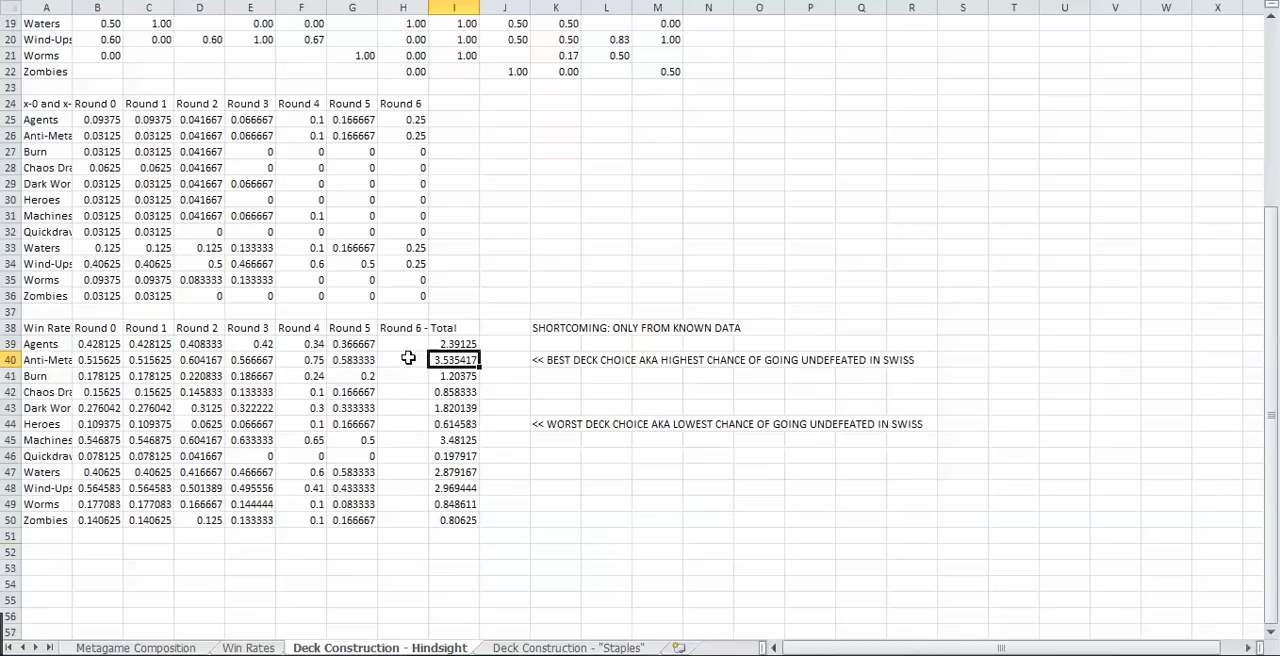 A B C D E F G H I J K L M N O P Q R S T U V W X
19 Waters 0.50 1.00 0.00 0.00 1.00 1.00 0.50 0.50 0.00
20 Wind-Ups 0.60 0.00 0.60 1.00 0.67 0.00 1.00 0.50 0.50 0.83 1.00
21 Worms 0.00 1.00 0.00 1.00 0.17 0.50
22 Zombies 0.00 1.00 0.00 0.50
23
24 x-0 and x- Round 0 Round 1 Round 2 Round 3 Round 4 Round 5 Round 6
25 Agents 0.09375 0.09375 0.041667 0.066667 0.1 0.166667 0.25
26 Anti-Meta 0.03125 0.03125 0.041667 0.066667 0.1 0.166667 0.25
27 Burn 0.03125 0.03125 0.041667 0 0 0 0
28 Chaos Dra 0.0625 0.0625 0.041667 0 0 0 0
29 Dark Wor 0.03125 0.03125 0.041667 0.066667 0 0 0
30 Heroes 0.03125 0.03125 0.041667 0 0 0 0
31 Machines 0.03125 0.03125 0.041667 0.066667 0.1 0 0
32 Quickdrav 0.03125 0.03125 0 0 0 0 0
33 Waters 0.125 0.125 0.125 0.133333 0.1 0.166667 0.25
34 Wind-Ups 0.40625 0.40625 0.5 0.466667 0.6 0.5 0.25
35 Worms 0.09375 0.09375 0.083333 0.133333 0 0 0
36 Zombies 0.03125 0.03125 0 0 0 0 0
37
38 Win Rate Round 0 Round 1 Round 2 Round 3 Round 4 Round 5 Round 6 - Total SHORTCOMING: ONLY FROM KNOWN DATA
39 Agents 0.428125 0.428125 0.408333 0.42 0.34 0.366667 2.39125
40 Anti-Meta 0.515625 0.515625 0.604167 0.566667 0.75 0.583333 3.535417 << BEST DECK CHOICE AKA HIGHEST CHANCE OF GOING UNDEFEATED IN SWISS
41 Burn 0.178125 0.178125 0.220833 0.186667 0.24 0.2 1.20375
42 Chaos Dra 0.15625 0.15625 0.145833 0.133333 0.1 0.166667 0.858333
43 Dark Wor 0.276042 0.276042 0.3125 0.322222 0.3 0.333333 1.820139
44 Heroes 0.109375 0.109375 0.0625 0.066667 0.1 0.166667 0.614583 << WORST DECK CHOICE AKA LOWEST CHANCE OF GOING UNDEFEATED IN SWISS
45 Machines 0.546875 0.546875 0.604167 0.633333 0.65 0.5 3.48125
46 Quickdrav 0.078125 0.078125 0.041667 0 0 0 0.197917
47 Waters 0.40625 0.40625 0.416667 0.466667 0.6 0.583333 2.879167
48 Wind-Ups 0.564583 0.564583 0.501389 0.495556 0.41 0.433333 2.969444
49 Worms 0.177083 0.177083 0.166667 0.144444 0.1 0.083333 0.848611
50 Zombies 0.140625 0.140625 0.125 0.133333 0.1 0.166667 0.80625
51
52
53
54
55
56
57
Metagame Composition Win Rates Deck Construction - Hindsight Deck Construction - "Staples"